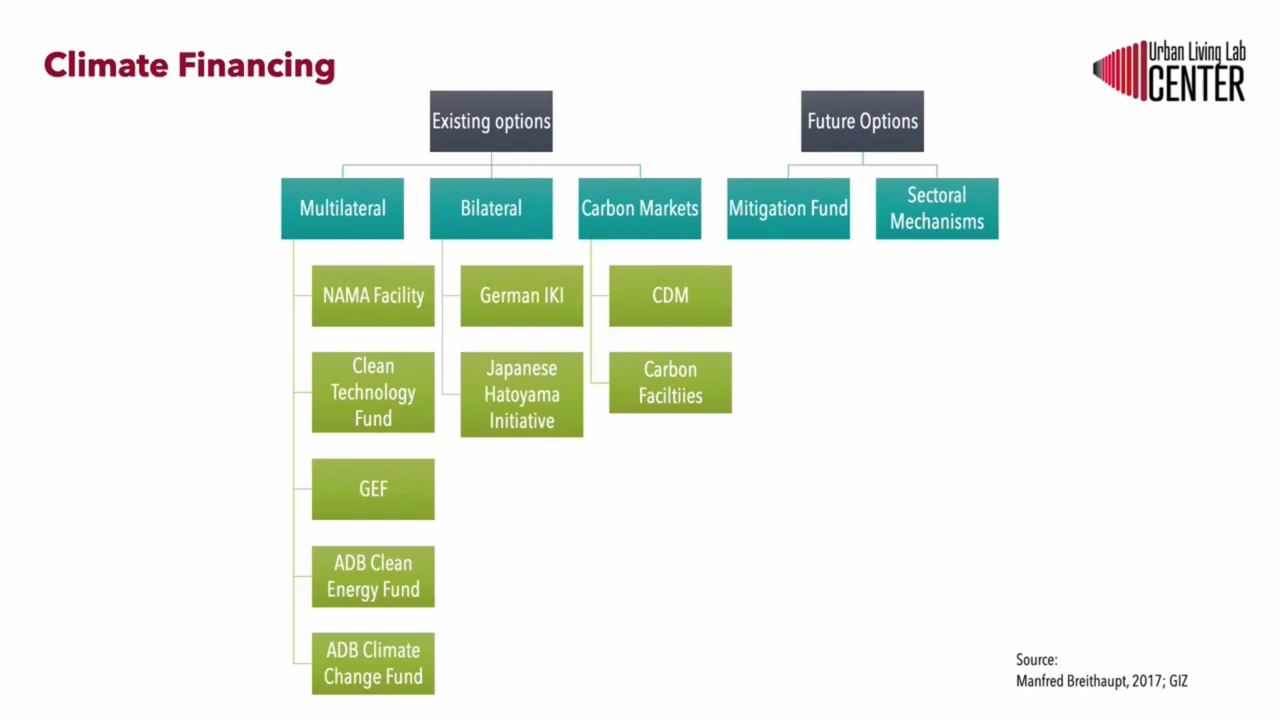 Climate Financing
Urban Living Lab
CENTER
Existing options
Future Options
Multilateral
Bilateral
Carbon Markets
Mitigation Fund
Sectoral
Mechanisms
NAMA Facility
German IKI
CDM
Clean
Technology
Fund
Japanese
Hatoyama
Initiative
Carbon
Faciltiies
GEF
ADB Clean
Energy Fund
ADB Climate
Change Fund
Source:
Manfred Breithaupt, 2017; GIZ